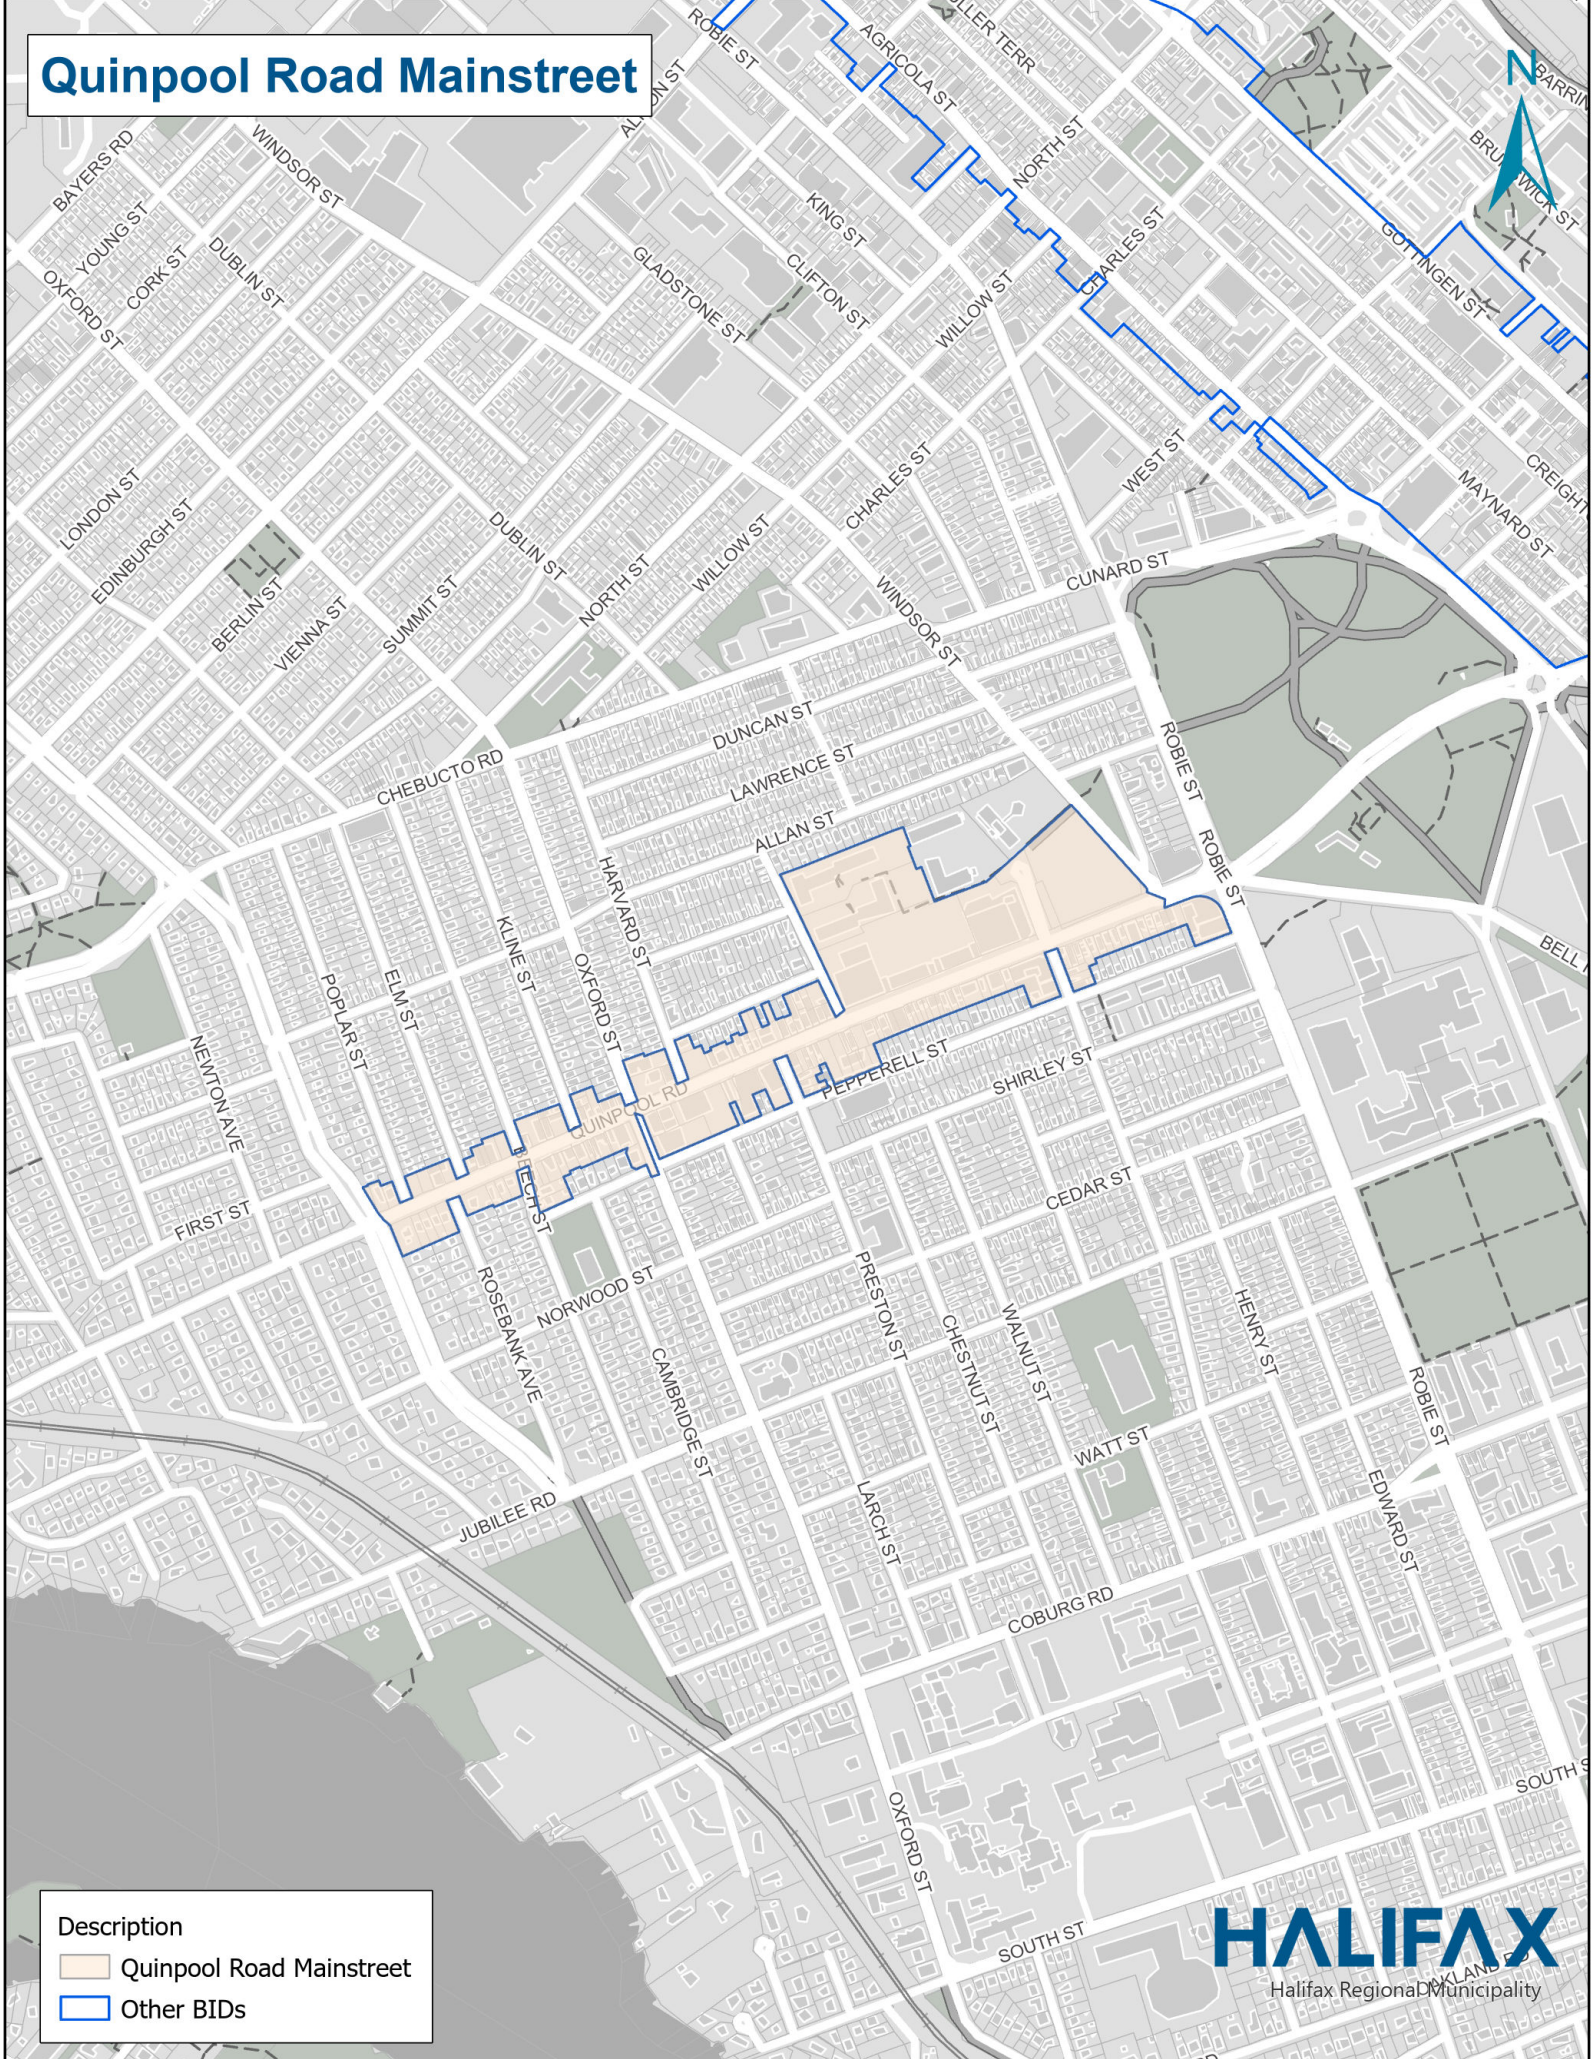 Quinpool Road Mainstreet
ROBIE ST
AGRICOLA ST
N
BAYERS RD
WINDSOR ST
NORTH ST
BRUNSWICK ST
YOUNG ST
CORK ST
DUBLIN ST
OXFORD ST
KING ST
CLIFTON ST
GLADSTONE ST
WILLOW ST
CHARLES ST
GOTTINGEN ST
LONDON ST
EDINBURGH ST
BERLIN ST
VIENNA ST
SUMMIT ST
DUBLIN ST
NORTH ST
WILLOW ST
CHARLES ST
WEST ST
MAYNARD ST
CUNARD ST
WINDSOR ST
CHEBUCTO RD
DUNCAN ST
LAWRENCE ST
ALLAN ST
ROBIE ST
ROBIE ST
HARVARD ST
KLINE ST
OXFORD ST
ELM ST
POPLAR ST
NEWTON AVE
BELL
QUINPOOL RD
PEPPERELL ST
SHIRLEY ST
BEECH ST
FIRST ST
CEDAR ST
NORWOOD ST
ROSEBANK AVE
CAMBRIDGE ST
PRESTON ST
CHESTNUT ST
WALNUT ST
HENRY ST
ROBIE ST
WATT ST
JUBILEE RD
LARCH ST
EDWARD ST
COBURG RD
SOUTH S
OXFORD ST
SOUTH ST
Description
Quinpool Road Mainstreet
Other BIDs
HALIFAX
Halifax Regional Municipality